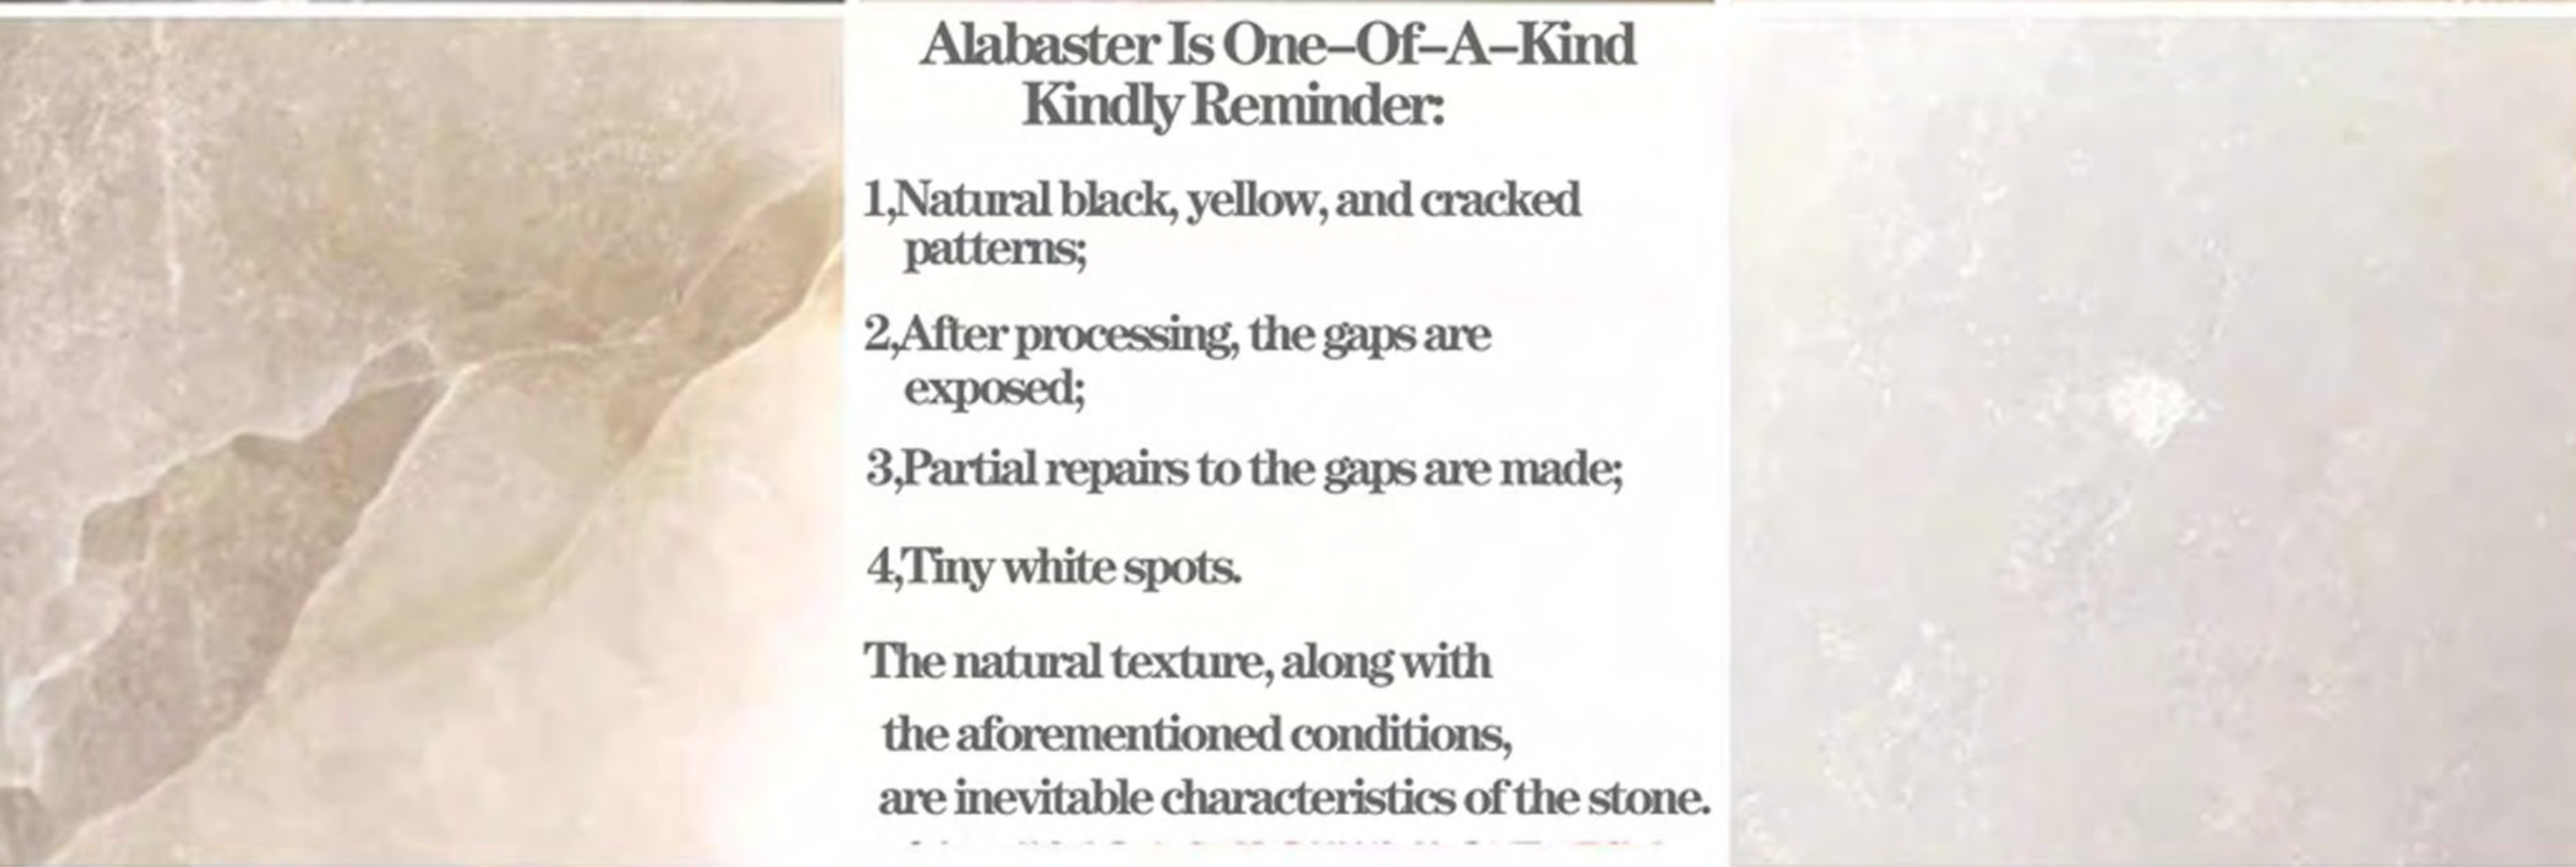 Alabaster Is One–Of–A–Kind
Kindly Reminder:
1,Natural black, yellow, and cracked
patterns;
2,After processing, the gaps are
exposed;
3,Partial repairs to the gaps are made;
4,Tiny white spots.
The natural texture, along with
the aforementioned conditions,
are inevitable characteristics of the stone.